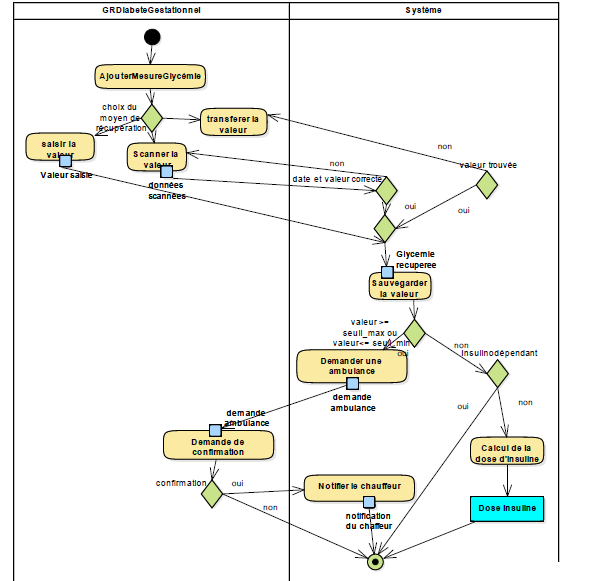 GRDiabeteGestationnel
Système
AjouterMesureGlycémie
choix du
moyen de
récupération
transferer la
valeur
saisir la
valeur
Valeur saisie
Scanner la
valeur
données
scannées
non
non
valeur trouvée
date et valeur correcte
oui
oui
Glycemie
recuperee
Sauvegarder
la valeur
valeur >=
seuil_max ou
valeur<= seuil_min
oui
non
Insulinodépendant
Demander une
ambulance
demande
ambulance
oui
non
demande
ambulance
Demande de
confirmation
Calcul de la
dose d'insuline
confirmation
oui
Notifier le chauffeur
non
notification
du chaffeur
Dose Insuline